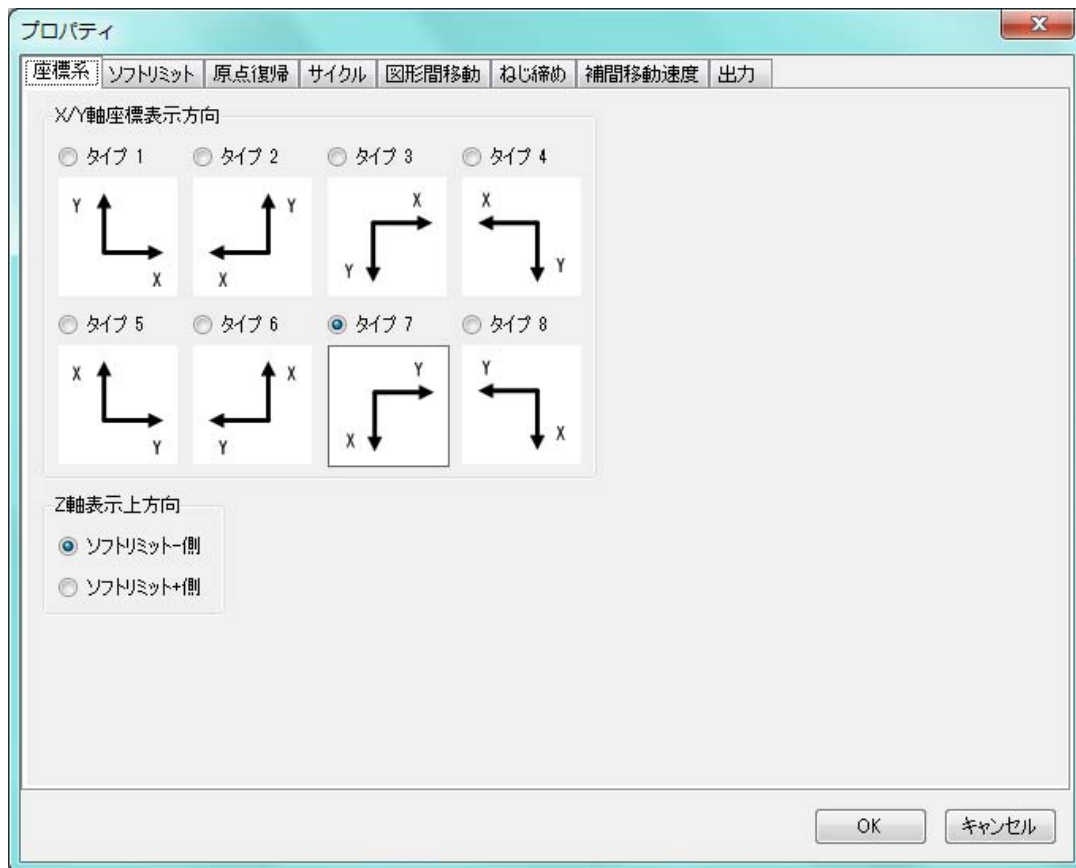 プロパティ
座標系 ソフトリミット 原点復帰 サイクル 図形間移動 ねじ締め 補間移動速度 出力
X/Y軸座標表示方向
タイプ 1 タイプ 2 タイプ 3 タイプ 4
Y X
Y X
X Y
X Y
タイプ 5 タイプ 6 タイプ 7 タイプ 8
X Y
X Y
Y X
Y X
Z軸表示上方向
ソフトリミット-側
ソフトリミット+側
OK キャンセル